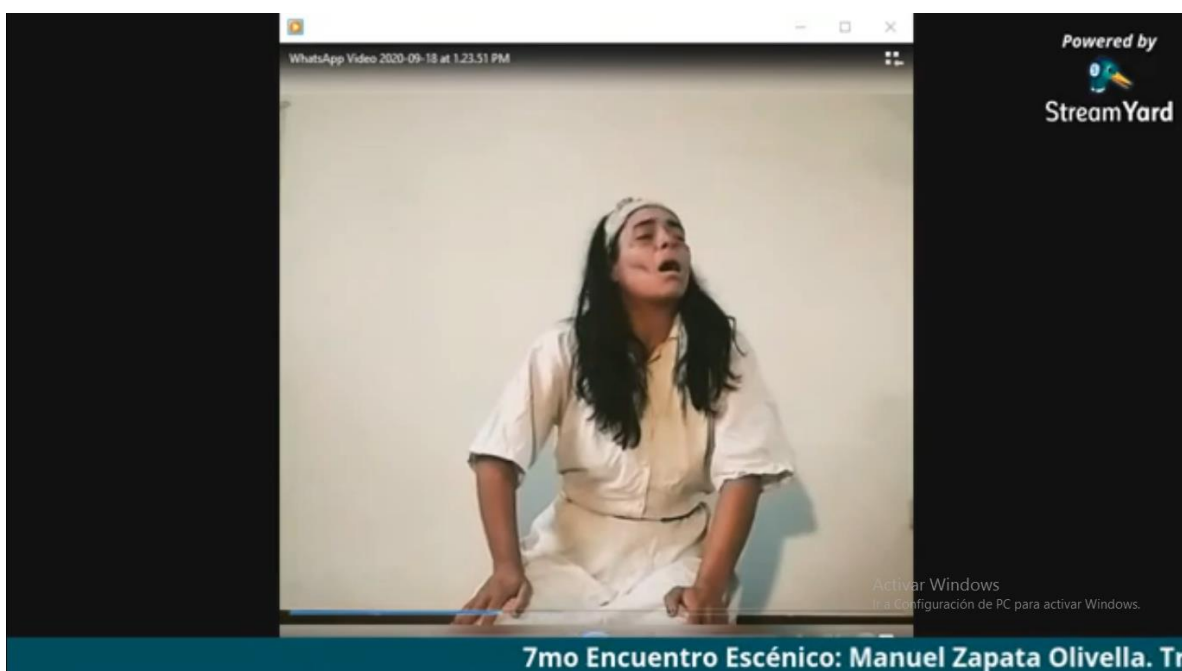 WhatsApp Video 2020-09-18 at 1.23.51 PM
Powered by
StreamYard
Activar Windows
Ir a Configuración de PC para activar Windows.
7mo Encuentro Escénico: Manuel Zapata Olivella. Tr